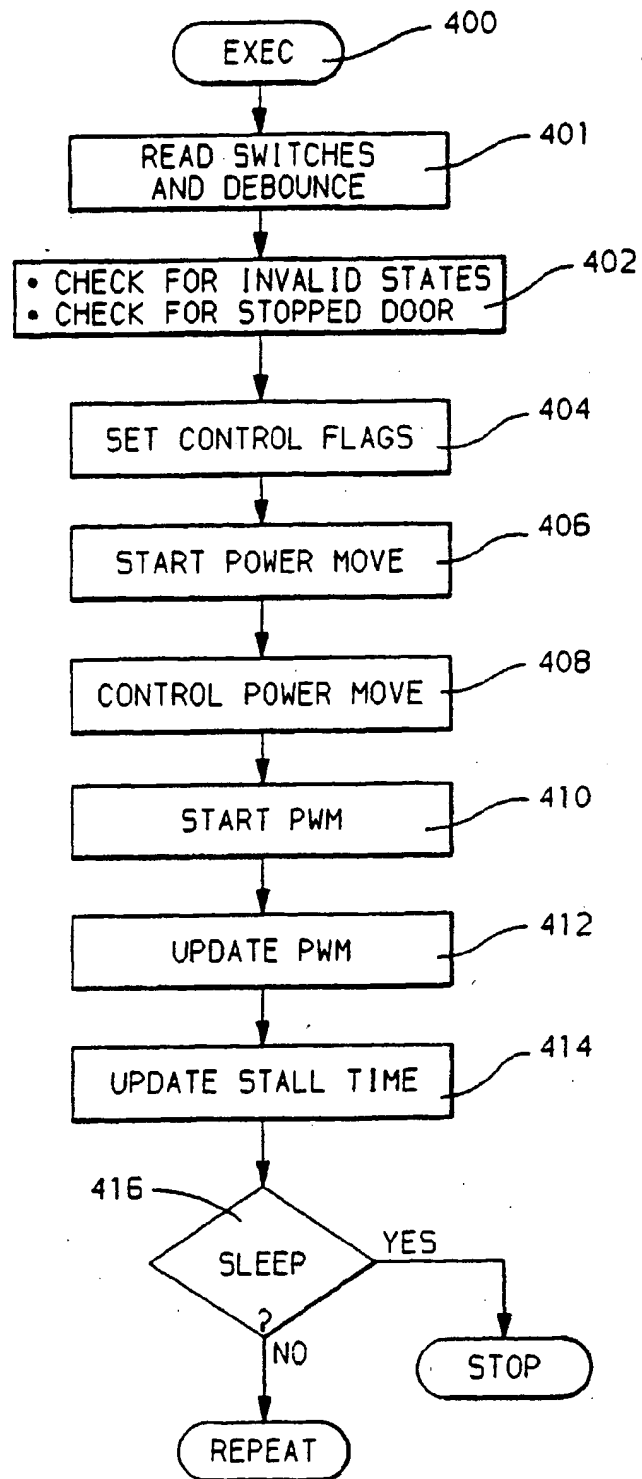 EXEC
400
READ SWITCHES
AND DEBOUNCE
401
• CHECK FOR INVALID STATES
• CHECK FOR STOPPED DOOR
402
SET CONTROL FLAGS
404
START POWER MOVE
406
CONTROL POWER MOVE
408
START PWM
410
UPDATE PWM
412
UPDATE STALL TIME
414
416
SLEEP
?
YES
NO
STOP
REPEAT